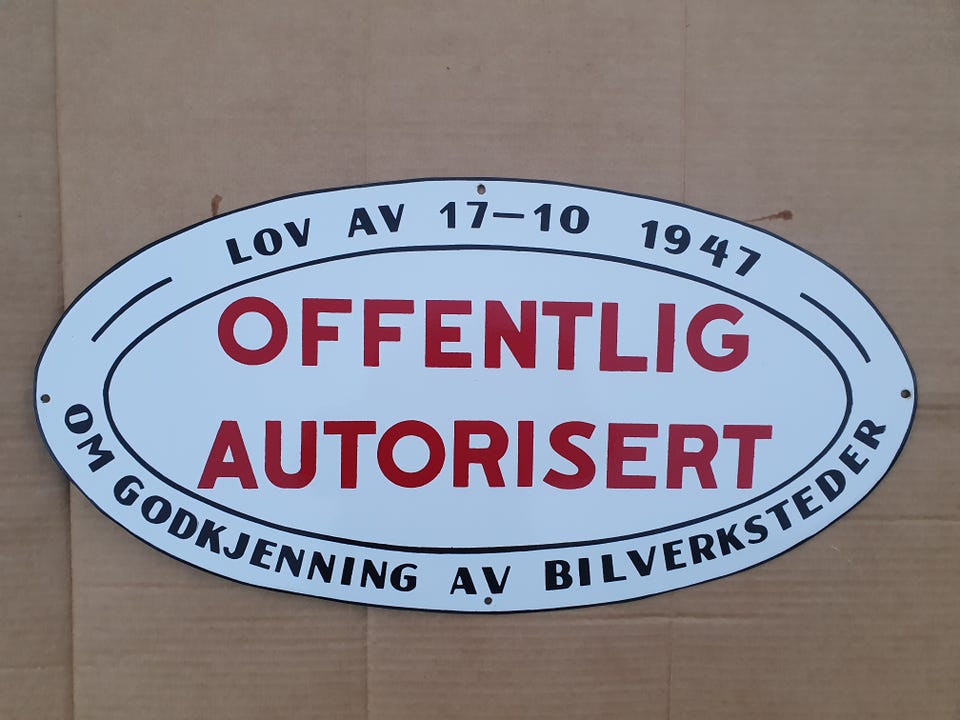 LOV AV 17-10 1947
OFFENTLIG
AUTORISERT
OM GODKJENNING AV BILVERKSTEDER